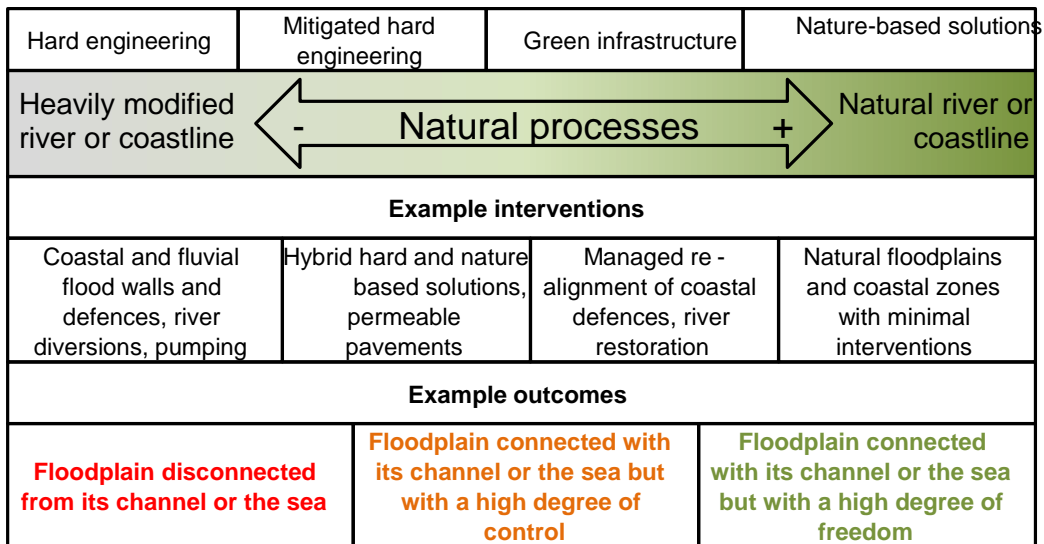 Hard engineering
Mitigated hard
engineering
Green infrastructure
Nature-based solutions
Heavily modified
river or coastline
- Natural processes +
Natural river or
coastline
Example interventions
Coastal and fluvial
flood walls and
defences, river
diversions, pumping
Hybrid hard and nature
based solutions,
permeable
pavements
Managed re -
alignment of coastal
defences, river
restoration
Natural floodplains
and coastal zones
with minimal
interventions
Example outcomes
Floodplain disconnected
from its channel or the sea
Floodplain connected with
its channel or the sea but
with a high degree of
control
Floodplain connected
with its channel or the sea
but with a high degree of
freedom